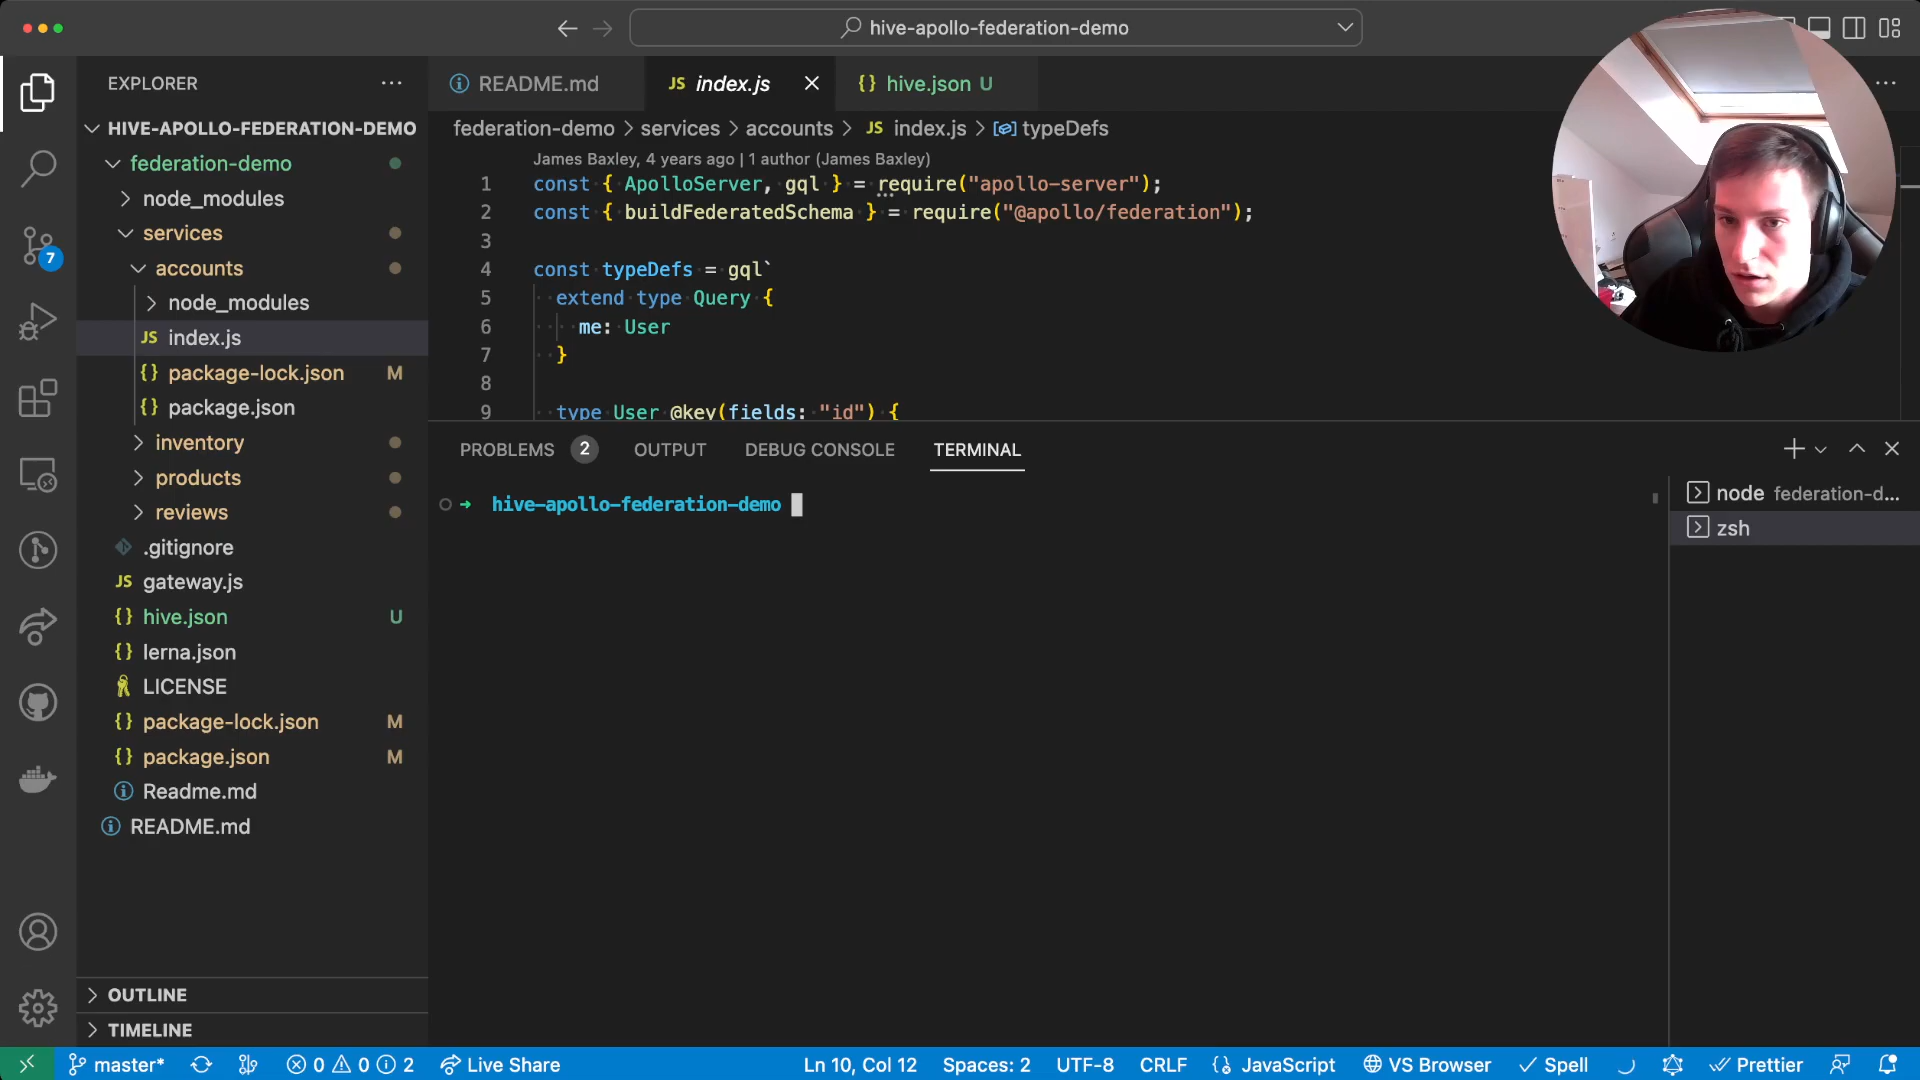 hive-apollo-federation-demo
EXPLORER
HIVE-APOLLO-FEDERATION-DEMO
federation-demo
node_modules
services
accounts
node_modules
JS index.js
{} package-lock.json M
{} package.json
inventory
products
reviews
.gitignore
JS gateway.js
{} hive.json U
{} lerna.json
LICENSE
{} package-lock.json M
{} package.json M
Readme.md
README.md
OUTLINE
TIMELINE
7
README.md
JS index.js
{} hive.json U
federation-demo > services > accounts > JS index.js > typeDefs
James Baxley, 4 years ago | 1 author (James Baxley)
1 const { ApolloServer, gql } = require("apollo-server");
2 const { buildFederatedSchema } = require("@apollo/federation");
3
4 const typeDefs = gql`
5 extend type Query {
6 me: User
7 }
8
9 type User @key(fields: "id") {
PROBLEMS 2 OUTPUT DEBUG CONSOLE TERMINAL
➜ hive-apollo-federation-demo
node federation-d...
zsh
master* 0 0 2 Live Share Ln 10, Col 12 Spaces: 2 UTF-8 CRLF {} JavaScript VS Browser Spell Prettier